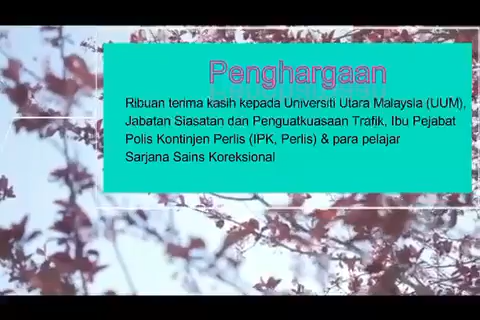 Penghargaan
Ribuan terima kasih kepada Universiti Utara Malaysia (UUM),
Jabatan Siasatan dan Penguatkuasaan Trafik, Ibu Pejabat
Polis Kontinjen Perlis (IPK, Perlis) & para pelajar
Sarjana Sains Koreksional